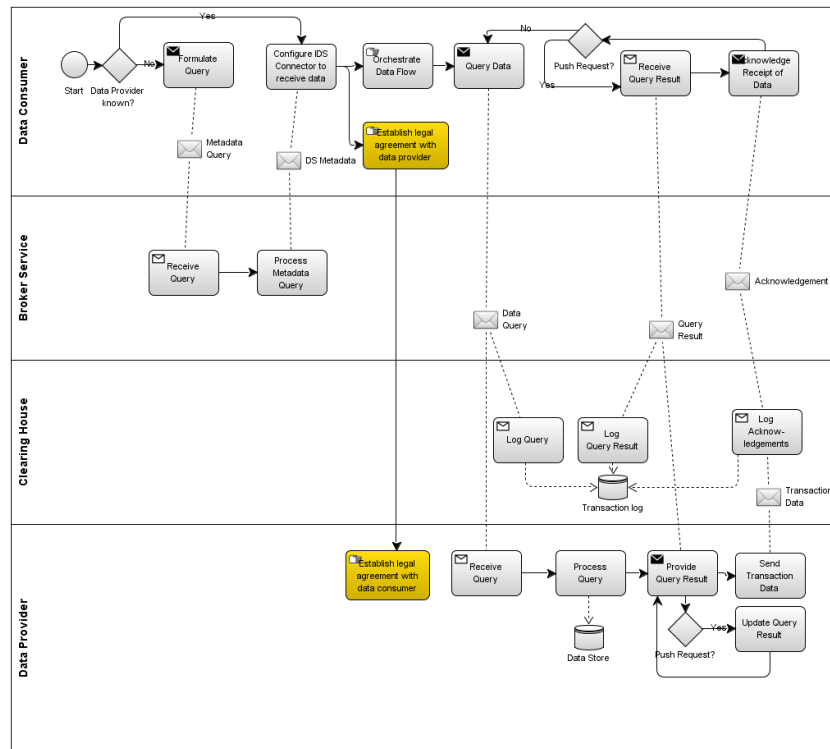 Data Consumer
Start
Data Provider
known?
Yes
No
Formulate
Query
Configure IDS
Connector to
receive data
Orchestrate
Data Flow
Query Data
No
Push Request?
Yes
Receive
Query Result
Acknowledge
Receipt of
Data
Metadata
Query
DS Metadata
Establish legal
agreement with
data provider
Broker Service
Receive
Query
Process
Metadata
Query
Data
Query
Query
Result
Acknowledgement
Clearing House
Log Query
Log
Query Result
Log
Acknow-
ledgements
Transaction log
Transaction
Data
Data Provider
Establish legal
agreement with
data consumer
Receive
Query
Process
Query
Provide
Query Result
Send
Transaction
Data
Data Store
Push Request?
Yes
Update Query
Result